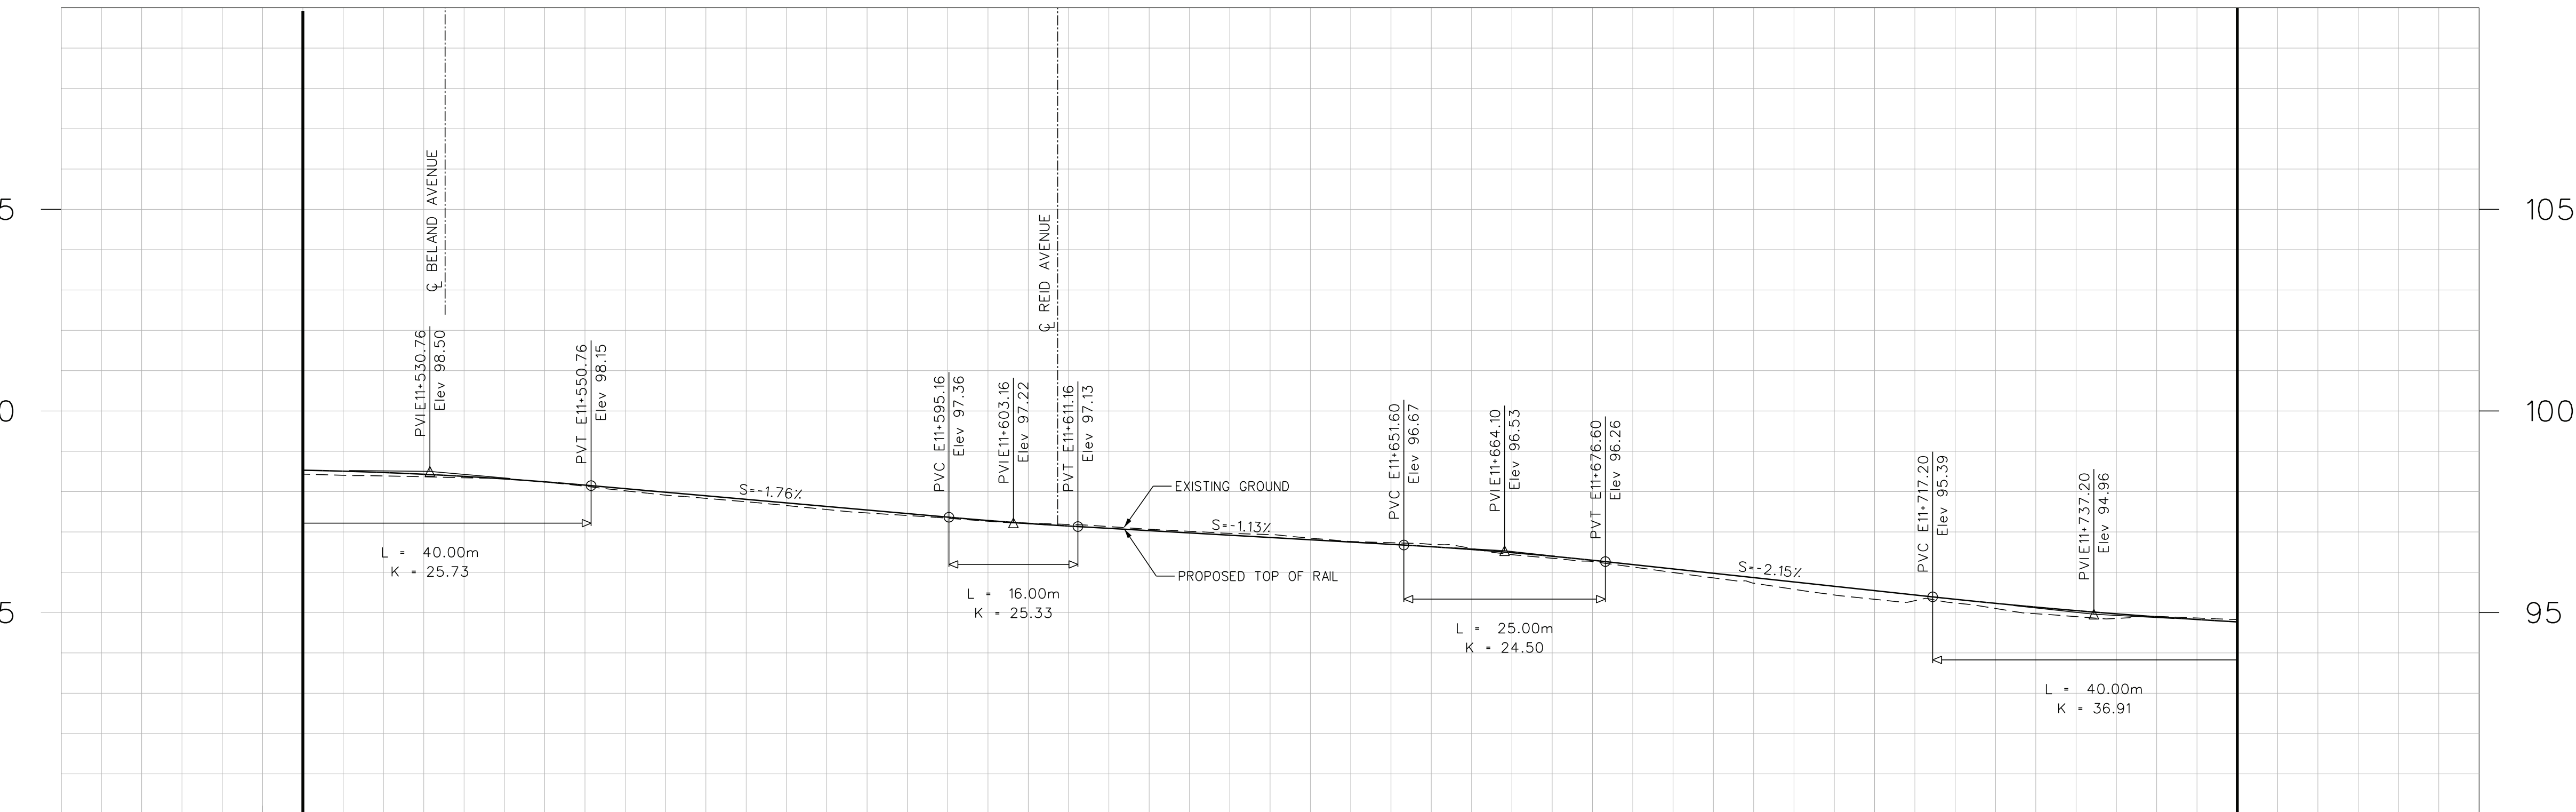 ℄ BELAND AVENUE
℄ REID AVENUE
5
105
PVI E11+530.76
Elev 98.50
PVT E11+550.76
Elev 98.15
PVC E11+595.16
Elev 97.36
PVI E11+603.16
Elev 97.22
PVT E11+611.16
Elev 97.13
PVC E11+651.60
Elev 96.67
PVI E11+664.10
Elev 96.53
PVT E11+676.60
Elev 96.26
PVC E11+717.20
Elev 95.39
PVI E11+737.20
Elev 94.96
0
100
S=-1.76%
EXISTING GROUND
S=-1.13%
S=-2.15%
PROPOSED TOP OF RAIL
L = 40.00m
K = 25.73
L = 16.00m
K = 25.33
L = 25.00m
K = 24.50
5
95
L = 40.00m
K = 36.91